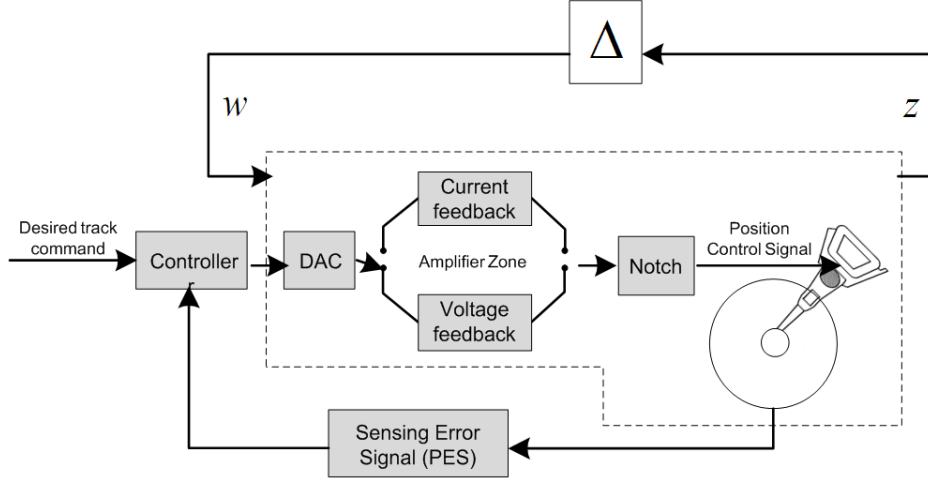 Δ
w
z
Current
feedback
Desired track
command
Position
Control Signal
Controller
r
DAC
Amplifier Zone
Notch
Voltage
feedback
Sensing Error
Signal (PES)